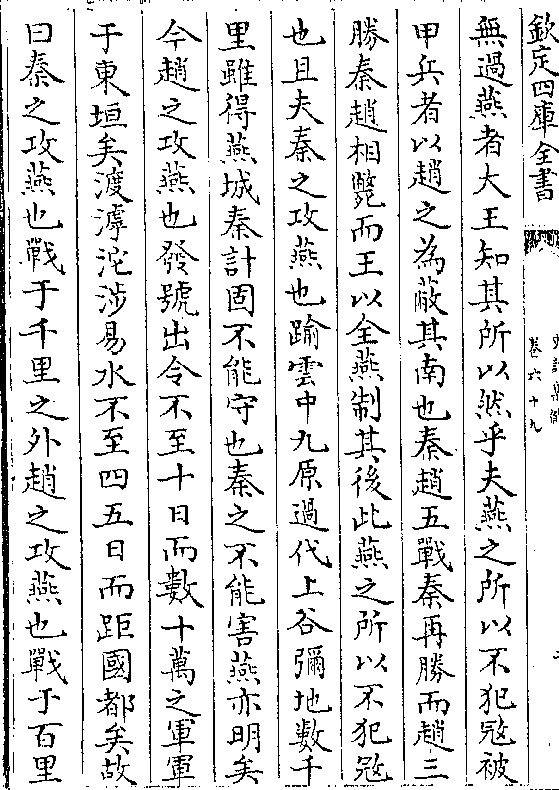 欽定四庫全書
卷六十九
無過燕者大王知其所以然乎夫燕之所以不犯冦被
甲兵者以趙之為蔽其南也秦趙五戰秦再勝而趙三
勝秦趙相斃而王以全燕制其後此燕之所以不犯冦
也且夫秦之攻燕也踰雲中九原過代上谷彌地數千
里雖得燕城秦計固不能守也秦之不能害燕亦明矣
今趙之攻燕也發號出令不至十日而數十萬之軍軍
于東垣矣渡滹沱涉易水不至四五日而距國都矣故
曰秦之攻燕也戰于千里之外趙之攻燕也戰于百里